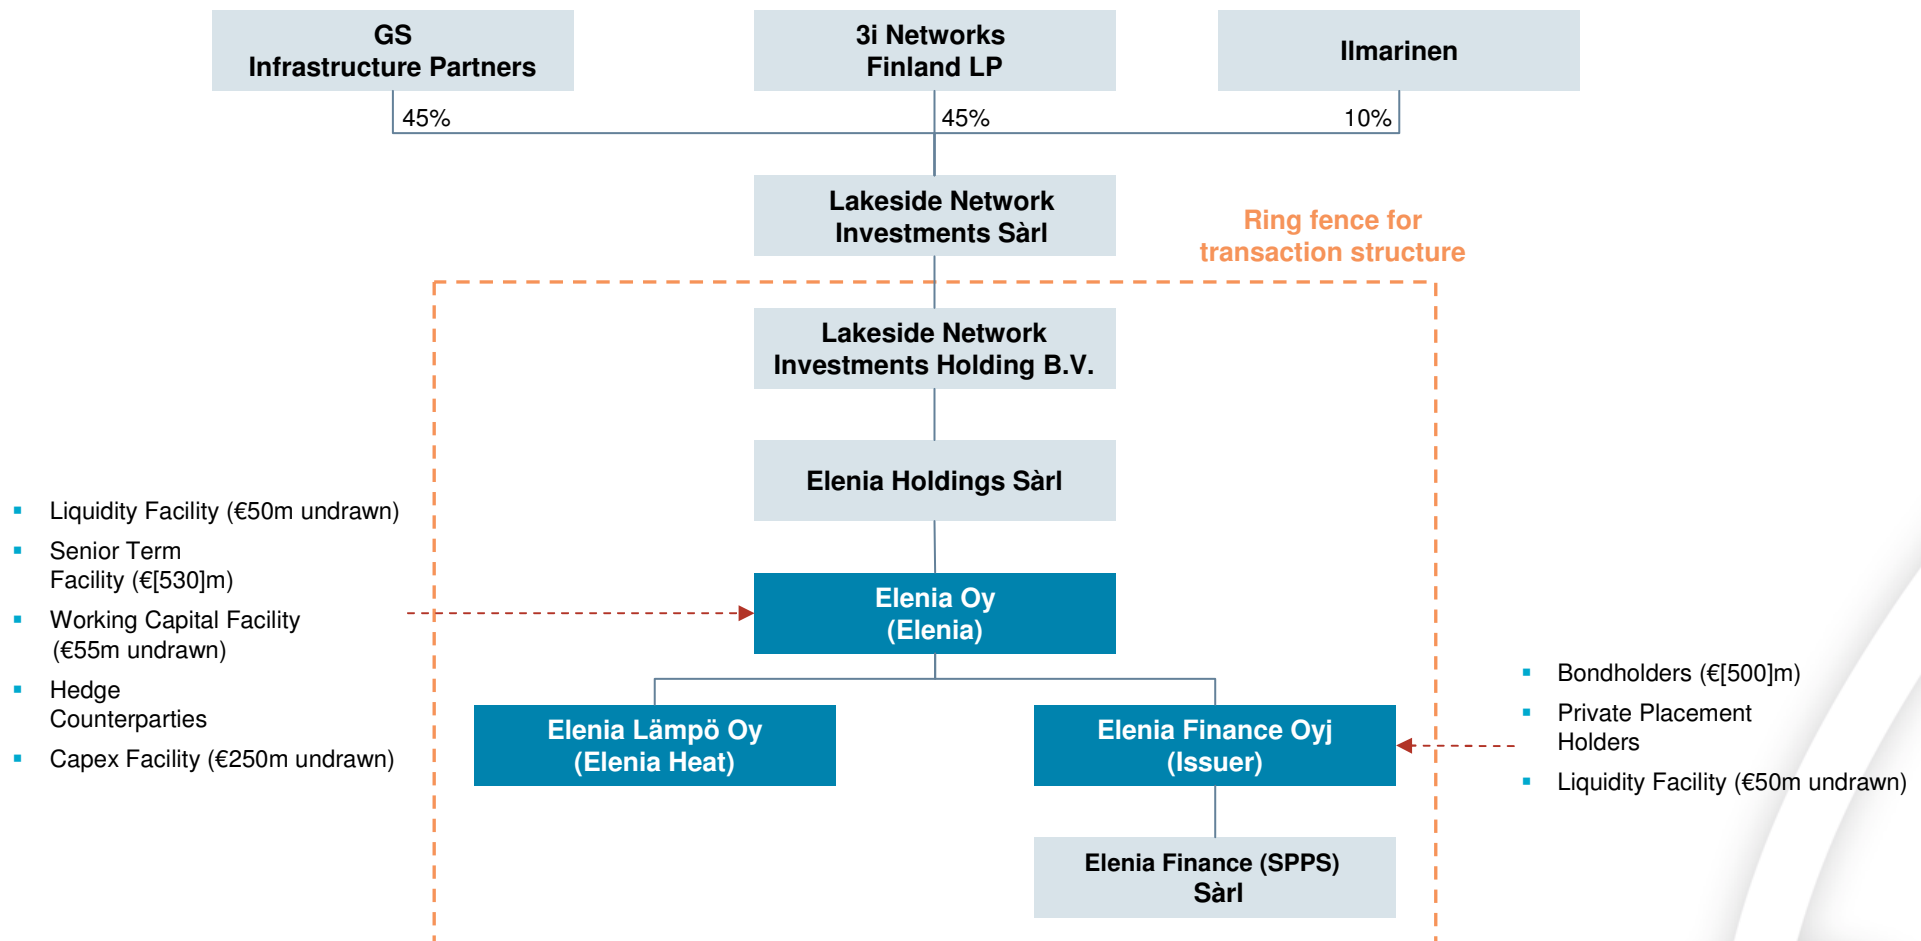 GS
Infrastructure Partners
3i Networks
Finland LP
Ilmarinen
45%
45%
10%
Lakeside Network
Investments Sàrl
Ring fence for
transaction structure
Lakeside Network
Investments Holding B.V.
Elenia Holdings Sàrl
▪ Liquidity Facility (€50m undrawn)
▪ Senior Term
Facility (€[530]m)
▪ Working Capital Facility
(€55m undrawn)
▪ Hedge
Counterparties
▪ Capex Facility (€250m undrawn)
Elenia Oy
(Elenia)
Elenia Lämpö Oy
(Elenia Heat)
Elenia Finance Oyj
(Issuer)
▪ Bondholders (€[500]m)
▪ Private Placement
Holders
▪ Liquidity Facility (€50m undrawn)
Elenia Finance (SPPS)
Sàrl